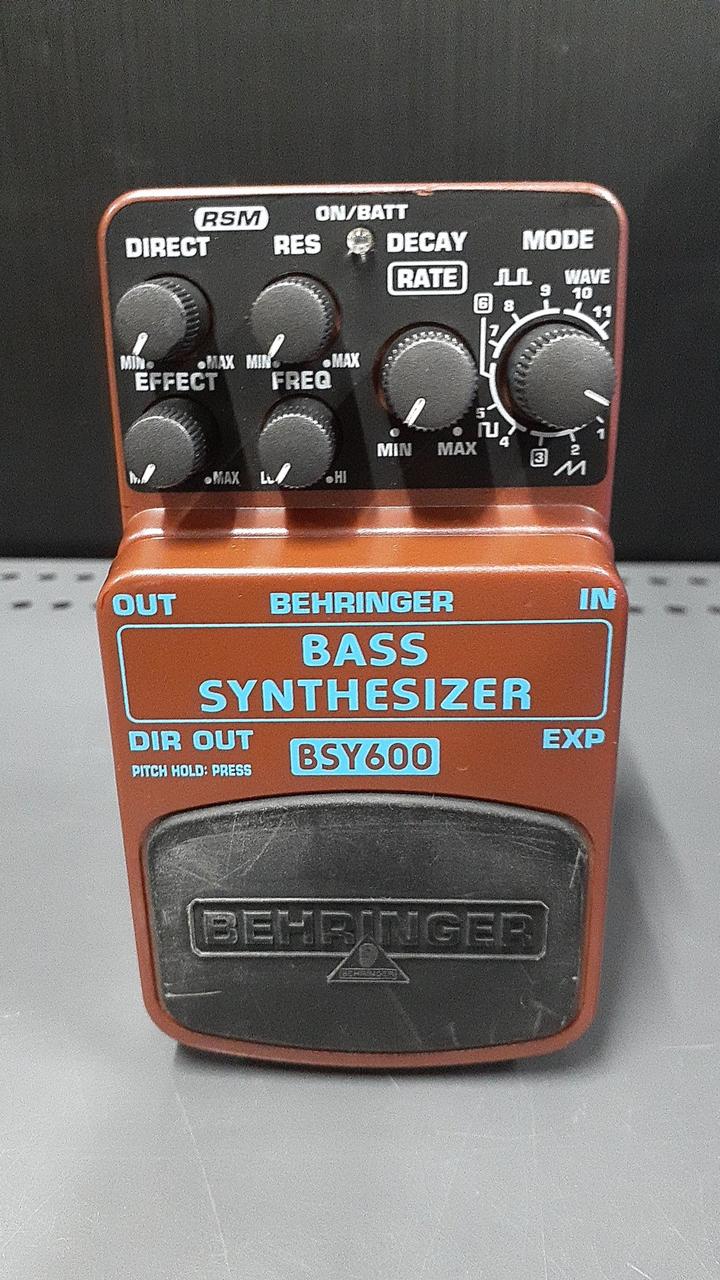 RSM ON/BATT
DIRECT RES DECAY MODE
RATE WAVE
6 8 9 10 11
7
MIN MAX MIN MAX
EFFECT FREQ
5
4 3 2 1
MIN MAX
MAX HI
OUT BEHRINGER IN
BASS
SYNTHESIZER
DIR OUT EXP
BSY600
PITCH HOLD: PRESS
BEHRINGER
BEHRINGER